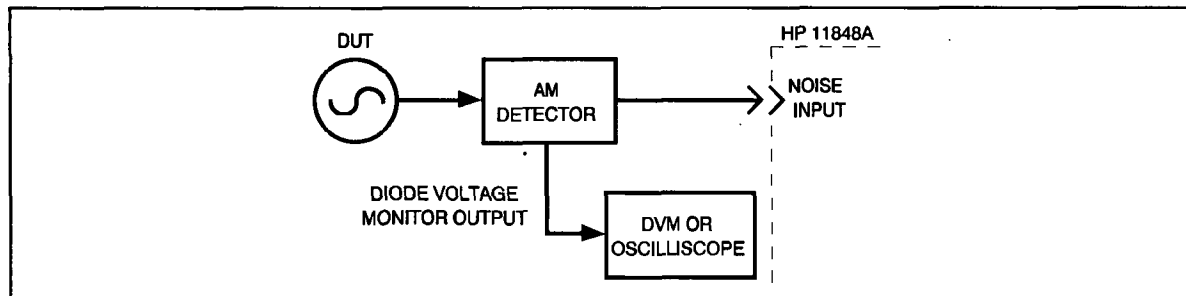 DUT
AM
DETECTOR
HP 11848A
NOISE
INPUT
DIODE VOLTAGE
MONITOR OUTPUT
DVM OR
OSCILLISCOPE